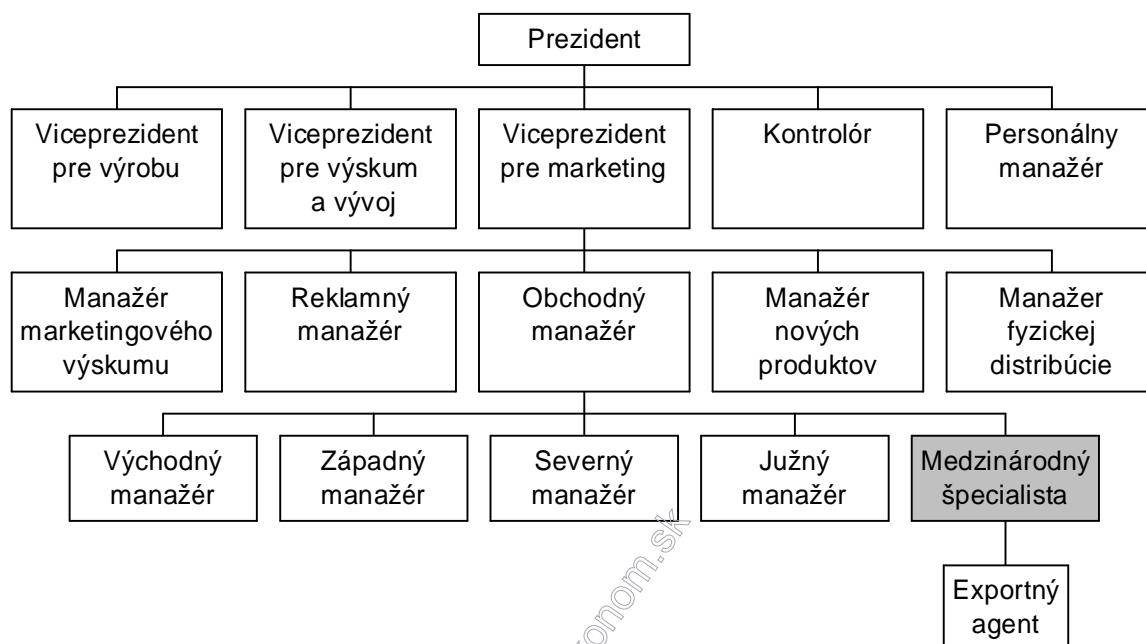 Prezident
Viceprezident
pre výrobu
Viceprezident
pre výskum
a vývoj
Viceprezident
pre marketing
Kontrolór
Personálny
manažér
Manažér
marketingového
výskumu
Reklamný
manažér
Obchodný
manažér
Manažér
nových
produktov
Manažer
fyzickej
distribúcie
Východný
manažér
Západný
manažér
Severný
manažér
Južný
manažér
Medzinárodný
špecialista
Exportný
agent
onom.sk